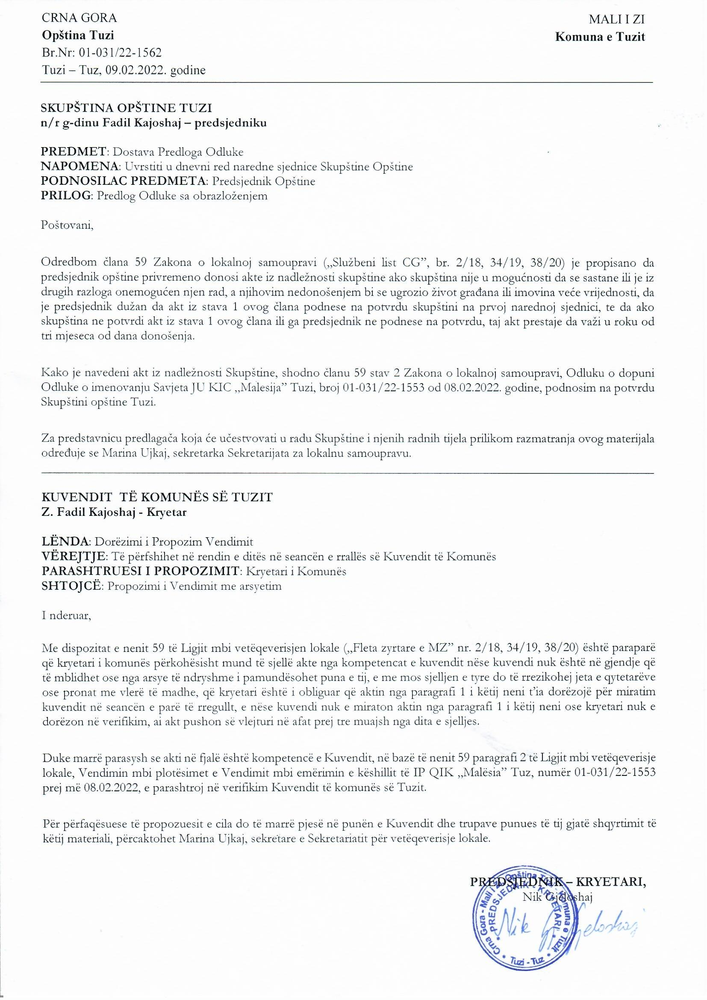 CRNA GORA
MALI I ZI
Opština Tuzi
Komuna e Tuzit
Br.Nr: 01-031/22-1562
Tuzi – Tuz, 09.02.2022. godine
SKUPŠTINA OPŠTINE TUZI
n/r g-dinu Fadil Kajoshaj – predsjedniku
PREDMET: Dostava Predloga Odluke
NAPOMENA: Uvrstiti u dnevni red naredne sjednice Skupštine Opštine
PODNOSILAC PREDMETA: Predsjednik Opštine
PRILOG: Predlog Odluke sa obrazloženjem
Poštovani,
Odredbom člana 59 Zakona o lokalnoj samoupravi („Službeni list CG”, br. 2/18, 34/19, 38/20) je propisano da
predsjednik opštine privremeno donosi akte iz nadležnosti skupštine ako skupština nije u mogućnosti da se sastane ili je iz
drugih razloga onemogućen njen rad, a njihovim nedonošenjem bi se ugrozio život građana ili imovina veće vrijednosti, da
je predsjednik dužan da akt iz stava 1 ovog člana podnese na potvrdu skupštini na prvoj narednoj sjednici, te da ako
skupština ne potvrdi akt iz stava 1 ovog člana ili ga predsjednik ne podnese na potvrdu, taj akt prestaje da važi u roku od
tri mjeseca od dana donošenja.
Kako je navedeni akt iz nadležnosti Skupštine, shodno članu 59 stav 2 Zakona o lokalnoj samoupravi, Odluku o dopuni
Odluke o imenovanju Savjeta JU KIC „Malesija” Tuzi, broj 01-031/22-1553 od 08.02.2022. godine, podnosim na potvrdu
Skupštini opštine Tuzi.
Za predstavnicu predlagača koja će učestvovati u radu Skupštine i njenih radnih tijela prilikom razmatranja ovog materijala
određuje se Marina Ujkaj, sekretarka Sekretarijata za lokalnu samoupravu.
KUVENDIT TË KOMUNËS SË TUZIT
Z. Fadil Kajoshaj - Kryetar
LËNDA: Dorëzimi i Propozim Vendimit
VËREJTJE: Të përfshihet në rendin e ditës në seancën e rrallës së Kuvendit të Komunës
PARASHTRUESI I PROPOZIMIT: Kryetari i Komunës
SHTOJCË: Propozimi i Vendimit me arsyetim
I nderuar,
Me dispozitat e nenit 59 të Ligjit mbi vetëqeverisjen lokale („Fleta zyrtare e MZ” nr. 2/18, 34/19, 38/20) është paraparë
që kryetari i komunës përkohësisht mund të sjellë akte nga kompetencat e kuvendit nëse kuvendi nuk është në gjendje që
të mblidhet ose nga arsye të ndryshme i pamundësohet puna e tij, e me mos sjelljen e tyre do të rrezikohej jeta e qytetarëve
ose pronat me vlerë të madhe, që kryetari është i obliguar që aktin nga paragrafi 1 i këtij neni t’ia dorëzojë për miratim
kuvendit në seancën e parë të rregullt, e nëse kuvendi nuk e miraton aktin nga paragrafi 1 i këtij neni ose kryetari nuk e
dorëzon në verifikim, ai akt pushon së vlejturi në afat prej tre muajsh nga dita e sjelljes.
Duke marrë parasysh se akti në fjalë është kompetencë e Kuvendit, në bazë të nenit 59 paragrafi 2 të Ligjit mbi vetëqeverisje
lokale, Vendimin mbi plotësimet e Vendimit mbi emërimin e këshillit të IP QIK „Malësia” Tuz, numër 01-031/22-1553
prej më 08.02.2022, e parashtroj në verifikim Kuvendit të komunës së Tuzit.
Për përfaqësuese të propozuesit e cila do të marrë pjesë në punën e Kuvendit dhe trupave punues të tij gjatë shqyrtimit të
këtij materiali, përcaktohet Marina Ujkaj, sekretare e Sekretariatit për vetëqeverisje lokale.
PREDSJEDNIK – KRYETARI,
Nik Gjeloshaj
Crna Gora - Mali i Zi, Opština Tuzi - Komuna e Tuzit
PREDSJEDNIK - KRYETARI
Tuzi - Tuz
Nik Gjeloshaj